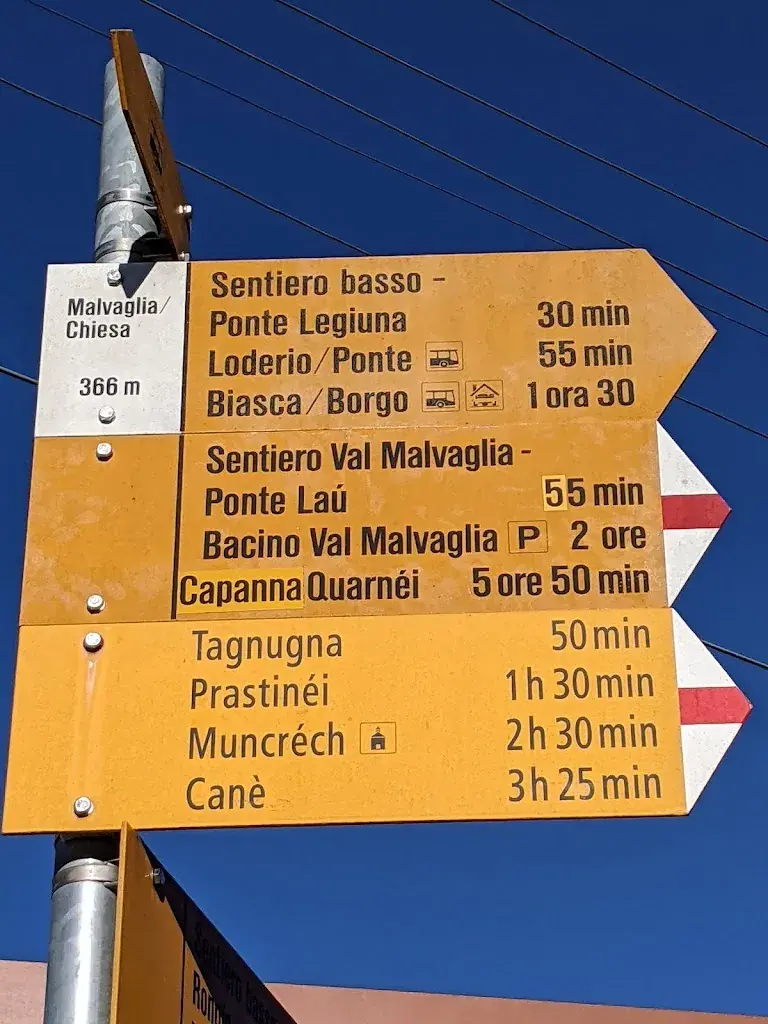 Malvaglia/
Chiesa
366 m
Sentiero basso -
Ponte Legiuna 30 min
Loderio/Ponte 55 min
Biasca/Borgo 1 ora 30
Sentiero Val Malvaglia -
Ponte Laú 55 min
Bacino Val Malvaglia P 2 ore
Capanna Quarnéi 5 ore 50 min
Tagnugna 50 min
Prastinéi 1h 30 min
Muncréch 2h 30 min
Canè 3h 25 min
Sentiero basso